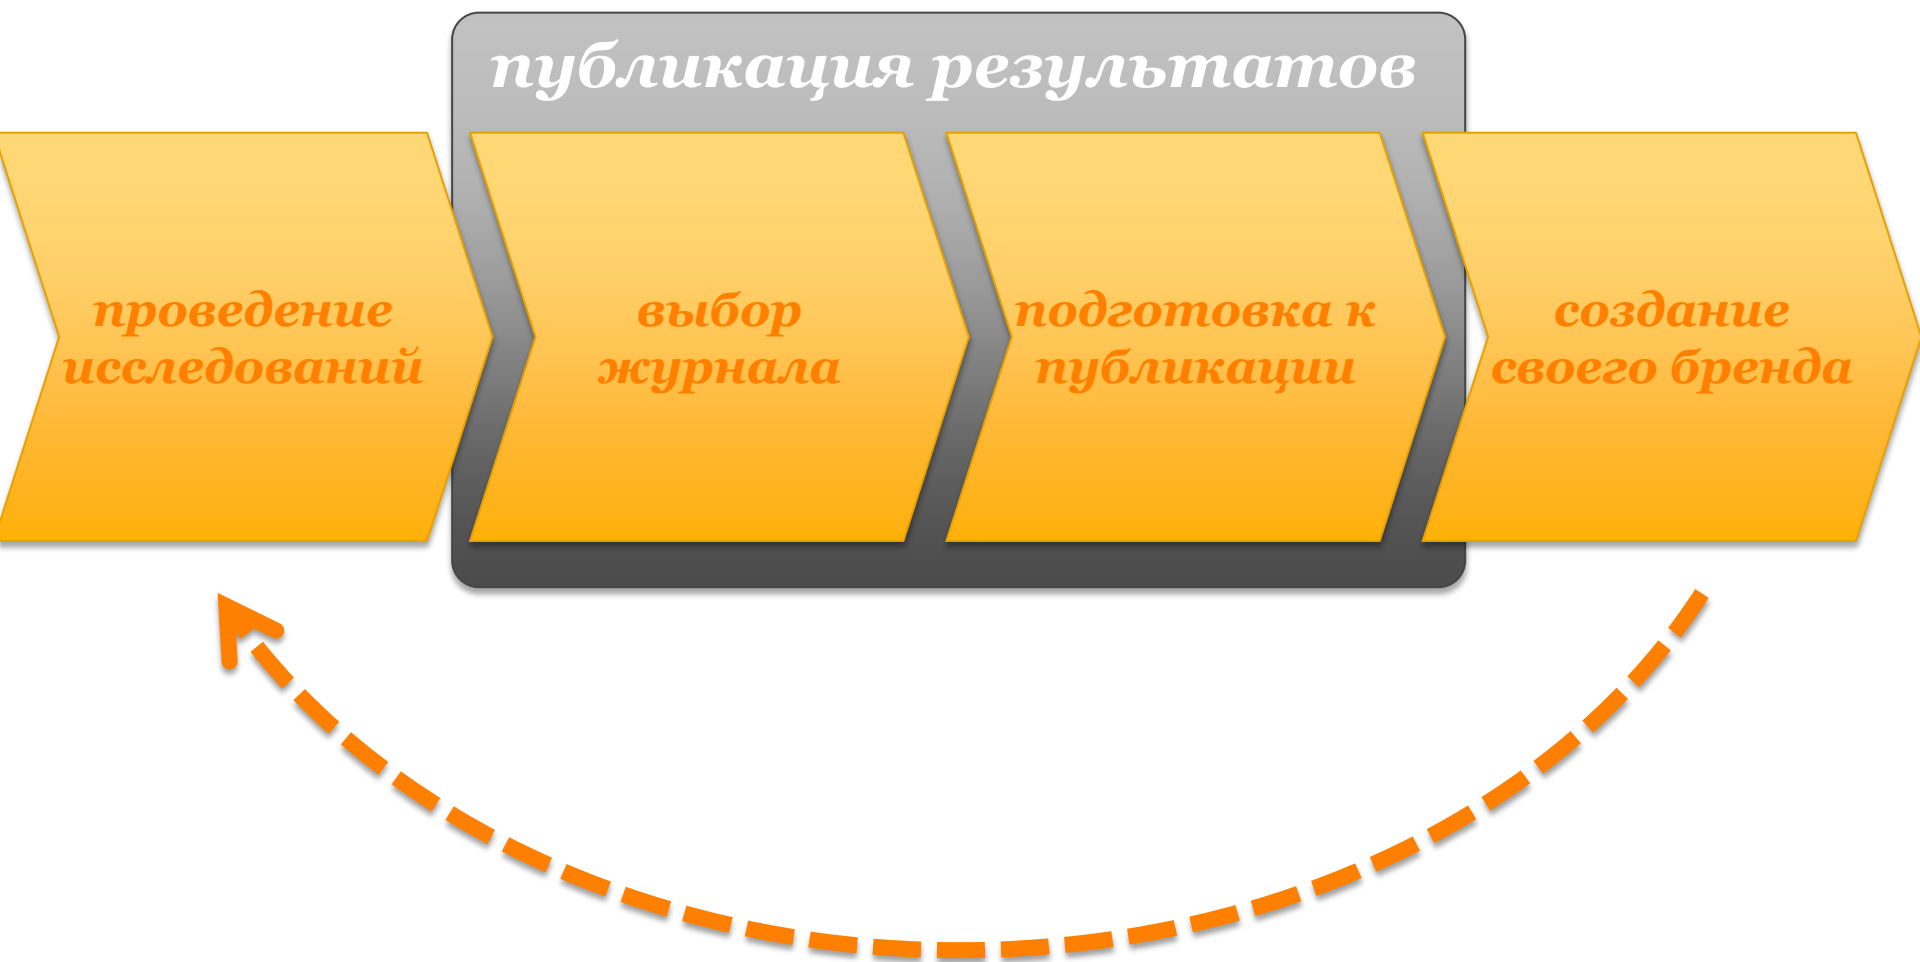 публикация результатов
проведение
исследований
выбор
журнала
подготовка к
публикации
создание
своего бренда